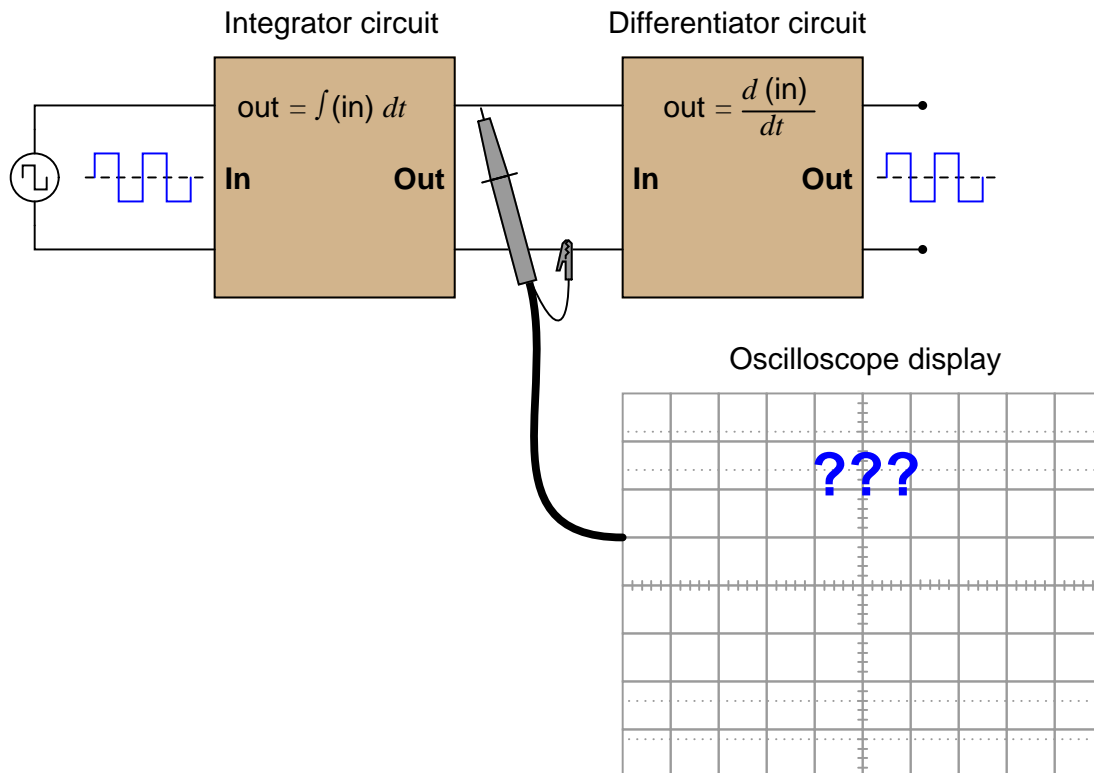 Integrator circuit
Differentiator circuit
out = ∫(in) dt
out = d (in)/dt
In
Out
In
Out
Oscilloscope display
???